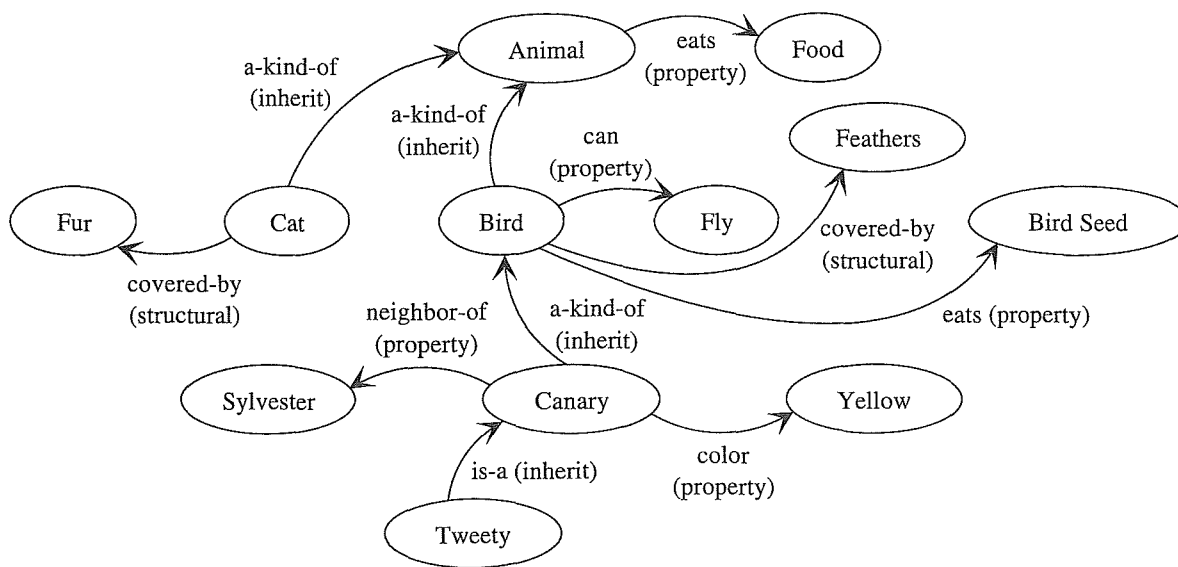 Animal
eats
(property)
Food
a-kind-of
(inherit)
a-kind-of
(inherit)
can
(property)
Feathers
Fur
Cat
Bird
Fly
Bird Seed
covered-by
(structural)
covered-by
(structural)
neighbor-of
(property)
a-kind-of
(inherit)
eats (property)
Sylvester
Canary
Yellow
is-a (inherit)
color
(property)
Tweety